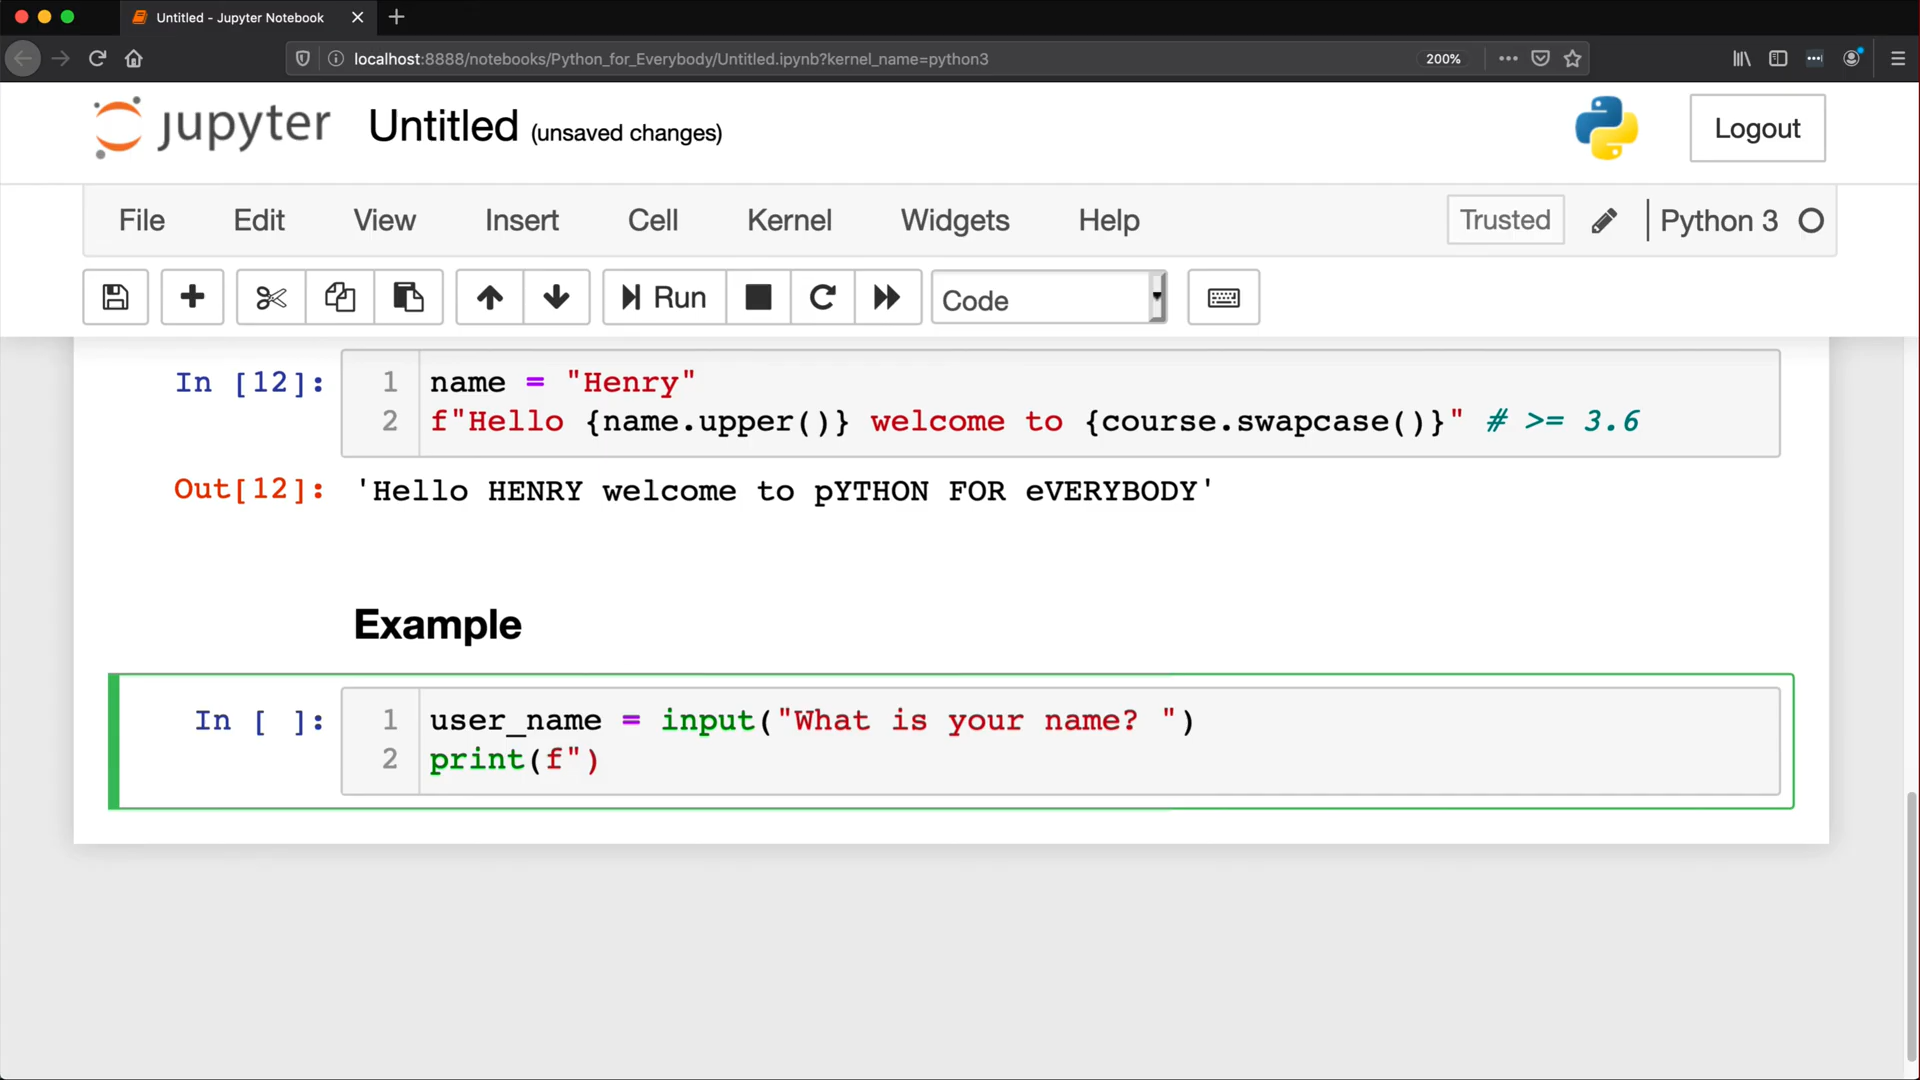 Untitled - Jupyter Notebook
localhost:8888/notebooks/Python_for_Everybody/Untitled.ipynb?kernel_name=python3 200%
jupyter Untitled (unsaved changes) Logout
File Edit View Insert Cell Kernel Widgets Help Trusted Python 3
Run Code
In [12]: 1 name = "Henry"
2 f"Hello {name.upper()} welcome to {course.swapcase()}" # >= 3.6
Out[12]: 'Hello HENRY welcome to pYTHON FOR eVERYBODY'
Example
In [ ]: 1 user_name = input("What is your name? ")
2 print(f")